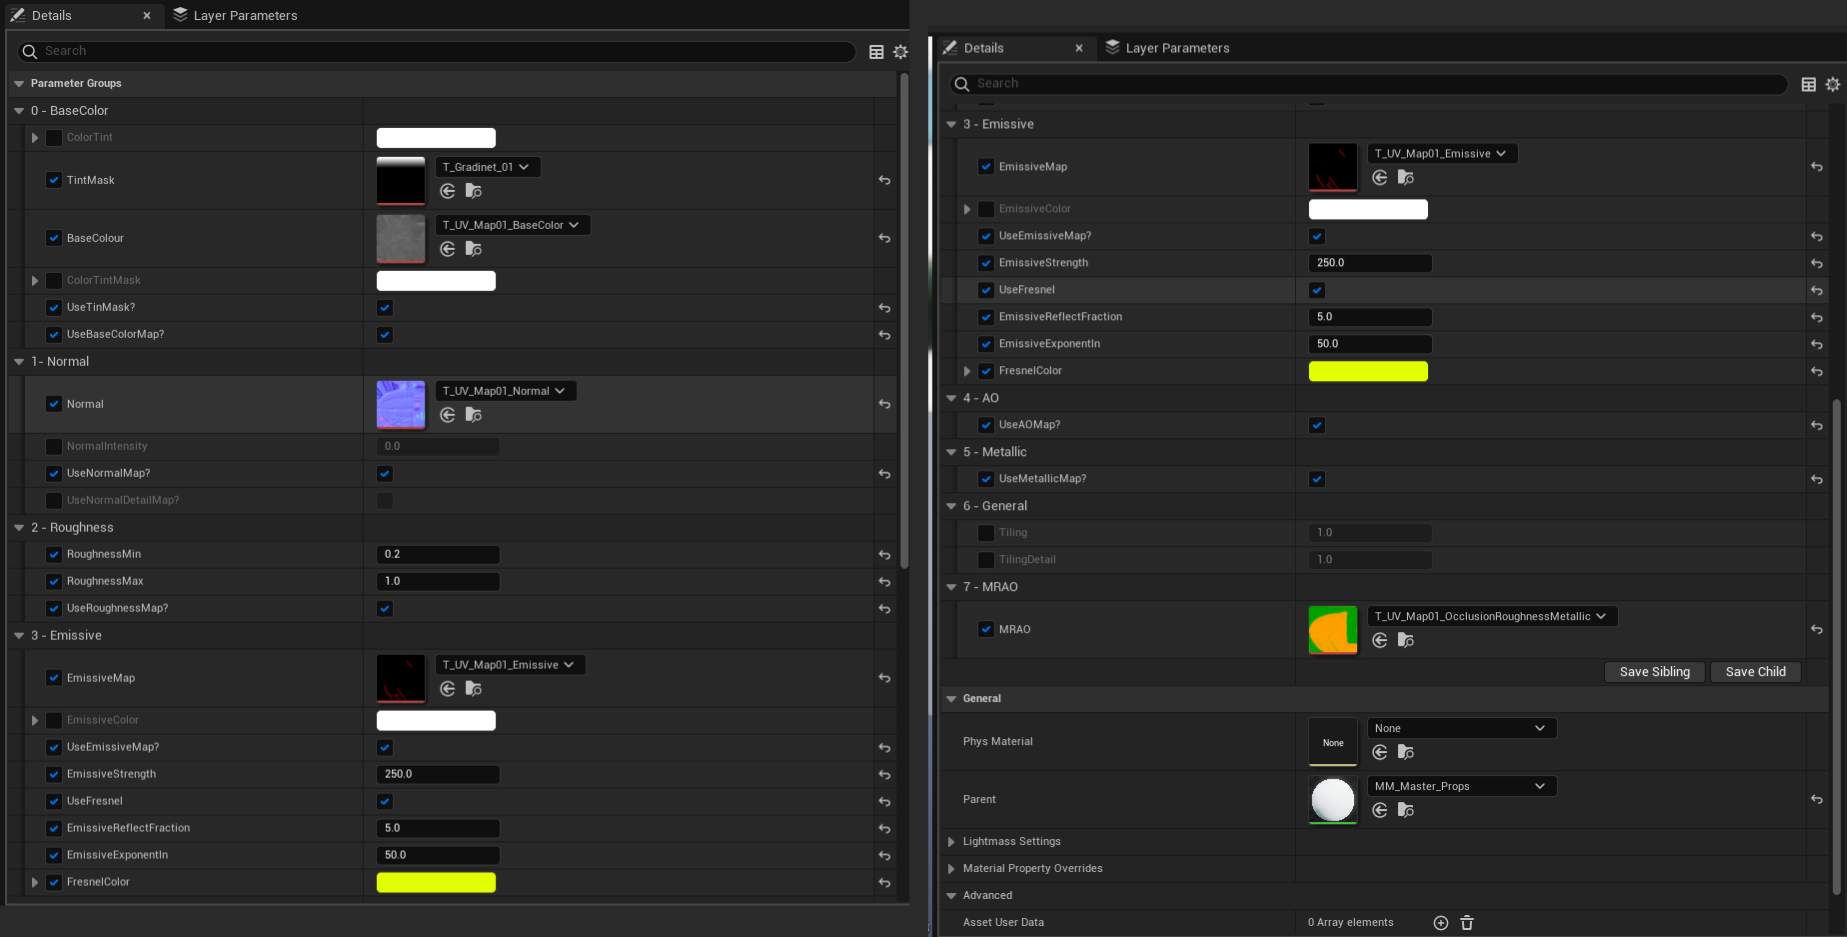 Details
Layer Parameters
Search
Parameter Groups
0 - BaseColor
ColorTint
TintMask
T_Gradinet_01
BaseColour
T_UV_Map01_BaseColor
ColorTintMask
UseTinMask?
UseBaseColorMap?
1- Normal
Normal
T_UV_Map01_Normal
NormalIntensity
0.0
UseNormalMap?
UseNormalDetailMap?
2 - Roughness
RoughnessMin
0.2
RoughnessMax
1.0
UseRoughnessMap?
3 - Emissive
EmissiveMap
T_UV_Map01_Emissive
EmissiveColor
UseEmissiveMap?
EmissiveStrength
250.0
UseFresnel
EmissiveReflectFraction
5.0
EmissiveExponentIn
50.0
FresnelColor
Details
Layer Parameters
Search
3 - Emissive
EmissiveMap
T_UV_Map01_Emissive
EmissiveColor
UseEmissiveMap?
EmissiveStrength
250.0
UseFresnel
EmissiveReflectFraction
5.0
EmissiveExponentIn
50.0
FresnelColor
4 - AO
UseAOMap?
5 - Metallic
UseMetallicMap?
6 - General
Tiling
1.0
TilingDetail
1.0
7 - MRAO
MRAO
T_UV_Map01_OcclusionRoughnessMetallic
Save Sibling
Save Child
General
Phys Material
None
None
Parent
MM_Master_Props
Lightmass Settings
Material Property Overrides
Advanced
Asset User Data
0 Array elements